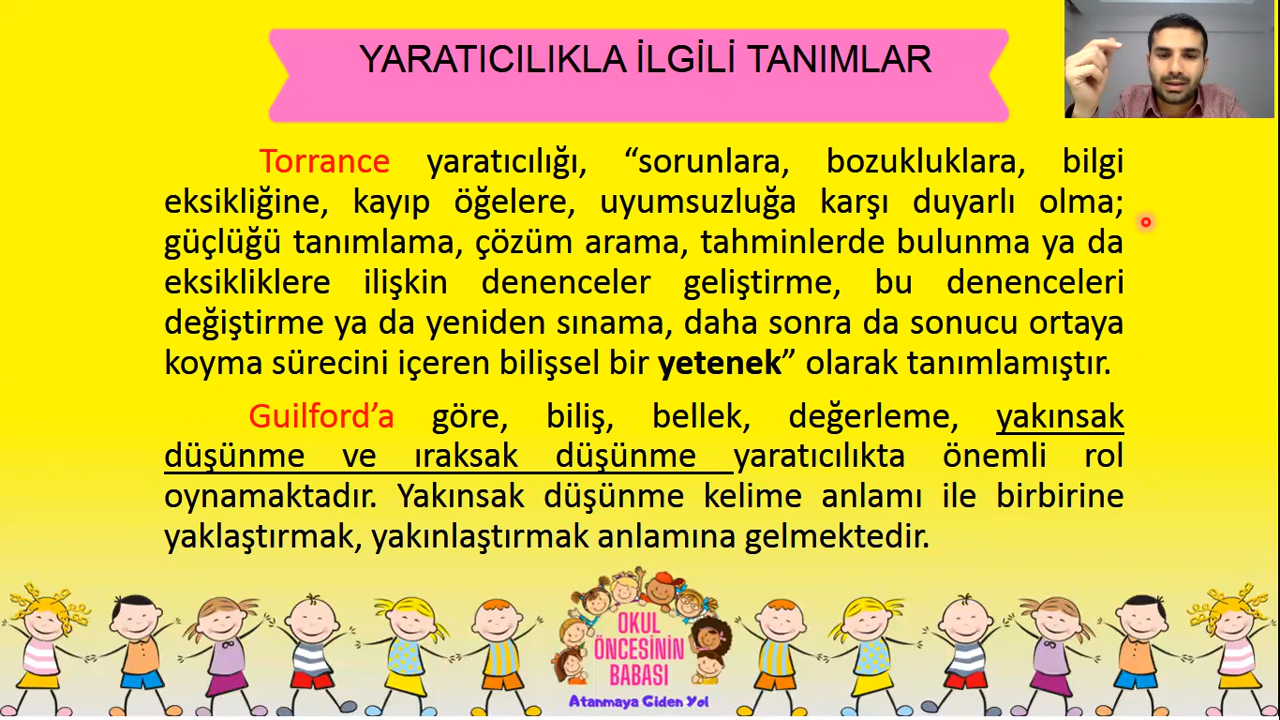 YARATICILIKLA İLGİLİ TANIMLAR
Torrance yaratıcılığı, “sorunlara, bozukluklara, bilgi
eksikliğine, kayıp öğelere, uyumsuzluğa karşı duyarlı olma;
güçlüğü tanımlama, çözüm arama, tahminlerde bulunma ya da
eksikliklere ilişkin denenceler geliştirme, bu denenceleri
değiştirme ya da yeniden sınama, daha sonra da sonucu ortaya
koyma sürecini içeren bilişsel bir yetenek” olarak tanımlamıştır.
Guilford’a göre, biliş, bellek, değerleme, yakınsak
düşünme ve ıraksak düşünme yaratıcılıkta önemli rol
oynamaktadır. Yakınsak düşünme kelime anlamı ile birbirine
yaklaştırmak, yakınlaştırmak anlamına gelmektedir.
OKUL
ÖNCESİNİN
BABASI
Atanmaya Giden Yol